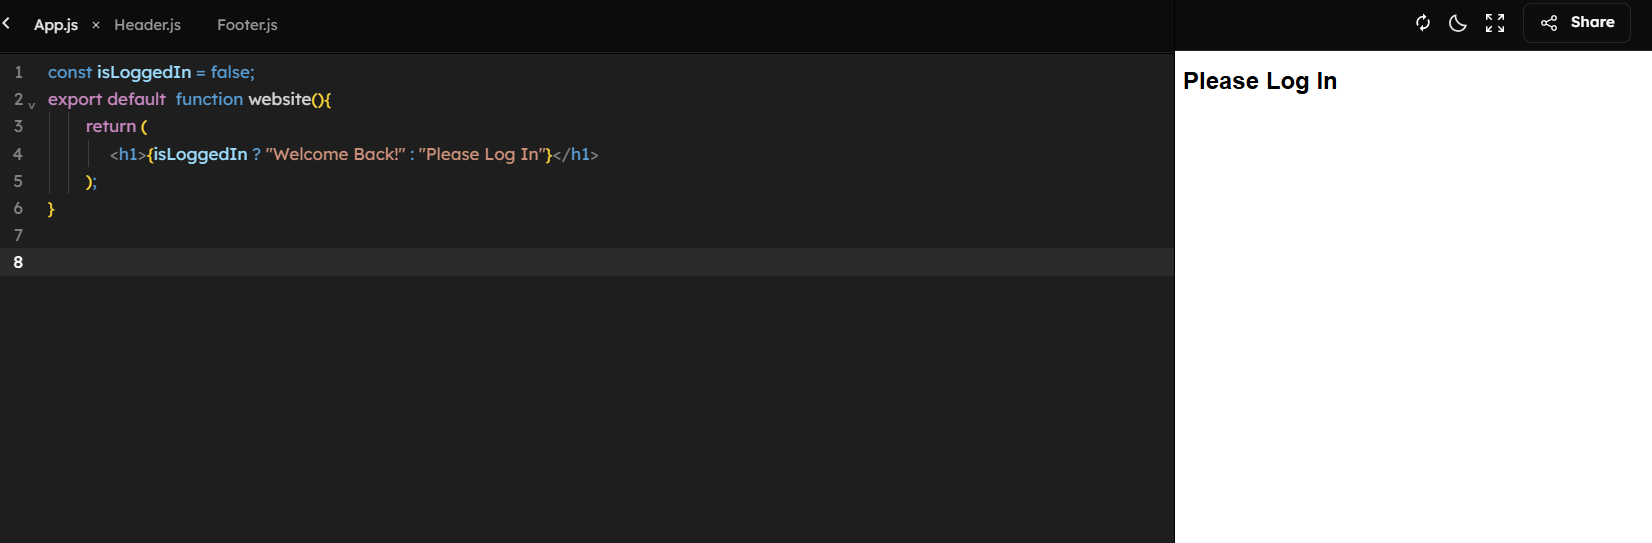 App.js × Header.js Footer.js Share
1 const isLoggedIn = false;
2 export default function website(){
3 return (
4 <h1>{isLoggedIn ? "Welcome Back!" : "Please Log In"}</h1>
5 );
6 }
7
8
Please Log In